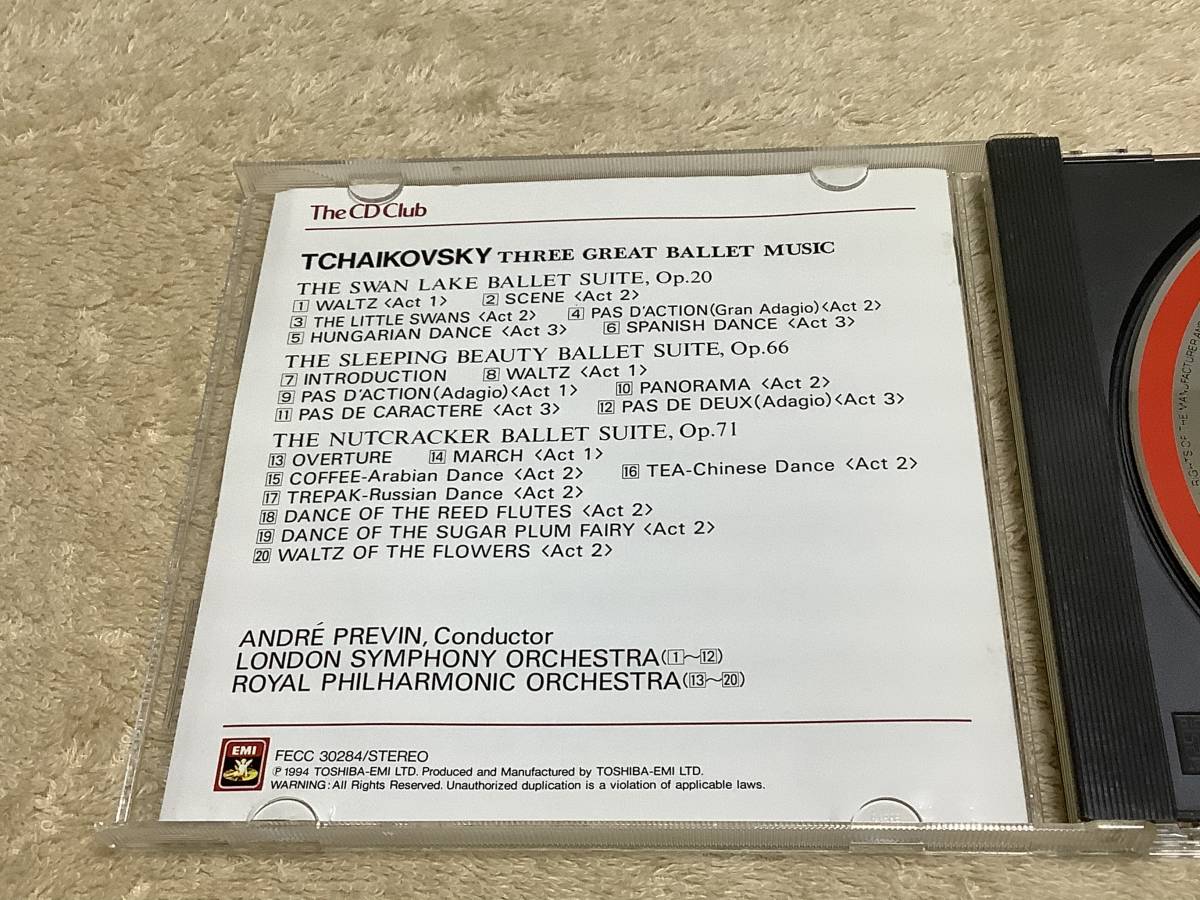 The CD Club
TCHAIKOVSKY THREE GREAT BALLET MUSIC
THE SWAN LAKE BALLET SUITE, Op.20
1 WALTZ <Act 1> 2 SCENE <Act 2>
3 THE LITTLE SWANS <Act 2> 4 PAS D'ACTION (Gran Adagio) <Act 2>
5 HUNGARIAN DANCE <Act 3> 6 SPANISH DANCE <Act 3>
THE SLEEPING BEAUTY BALLET SUITE, Op.66
7 INTRODUCTION 8 WALTZ <Act 1>
9 PAS D'ACTION (Adagio) <Act 1> 10 PANORAMA <Act 2>
11 PAS DE CARACTERE <Act 3> 12 PAS DE DEUX (Adagio) <Act 3>
THE NUTCRACKER BALLET SUITE, Op.71
13 OVERTURE 14 MARCH <Act 1>
15 COFFEE-Arabian Dance <Act 2> 16 TEA-Chinese Dance <Act 2>
17 TREPAK-Russian Dance <Act 2>
18 DANCE OF THE REED FLUTES <Act 2>
19 DANCE OF THE SUGAR PLUM FAIRY <Act 2>
20 WALTZ OF THE FLOWERS <Act 2>
ANDRÉ PREVIN, Conductor
LONDON SYMPHONY ORCHESTRA (1~12)
ROYAL PHILHARMONIC ORCHESTRA (13~20)
EMI
FECC 30284/STEREO
℗ 1994 TOSHIBA-EMI LTD. Produced and Manufactured by TOSHIBA-EMI LTD.
WARNING: All Rights Reserved. Unauthorized duplication is a violation of applicable laws.
RIGHTS OF THE MANUFACTURER AND